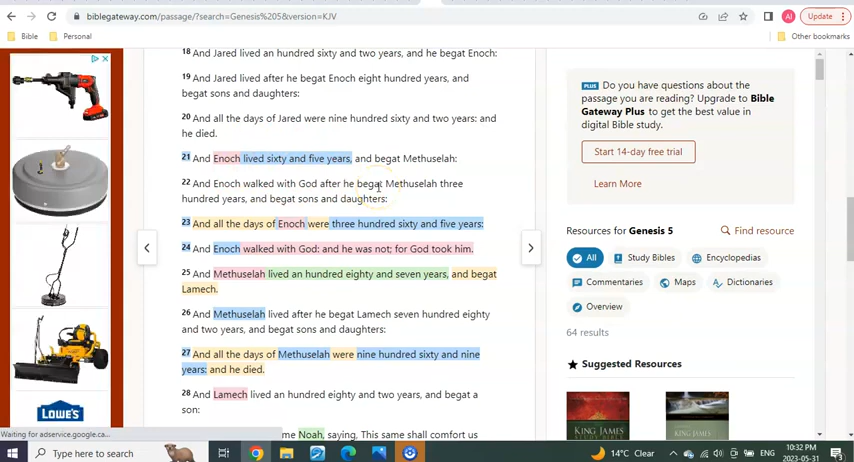 biblegateway.com/passage/?search=Genesis%205&version=KJV
AI
Update
Bible
Personal
Other bookmarks
18 And Jared lived an hundred sixty and two years, and he begat Enoch:
19 And Jared lived after he begat Enoch eight hundred years, and
begat sons and daughters:
20 And all the days of Jared were nine hundred sixty and two years: and
he died.
21 And Enoch lived sixty and five years, and begat Methuselah:
22 And Enoch walked with God after he begat Methuselah three
hundred years, and begat sons and daughters:
23 And all the days of Enoch were three hundred sixty and five years:
24 And Enoch walked with God: and he was not; for God took him.
25 And Methuselah lived an hundred eighty and seven years, and begat
Lamech.
26 And Methuselah lived after he begat Lamech seven hundred eighty
and two years, and begat sons and daughters:
27 And all the days of Methuselah were nine hundred sixty and nine
years: and he died.
28 And Lamech lived an hundred eighty and two years, and begat a
son:
me Noah, saying, This same shall comfort us
LOWE'S
PLUS Do you have questions about the
passage you are reading? Upgrade to Bible
Gateway Plus to get the best value in
digital Bible study.
Start 14-day free trial
Learn More
Resources for Genesis 5
Find resource
All
Study Bibles
Encyclopedias
Commentaries
Maps
Dictionaries
Overview
64 results
Suggested Resources
KING JAMES
KING JAMES
Waiting for adservice.google.ca...
Type here to search
14°C Clear
ENG
10:32 PM
2023-05-31
3